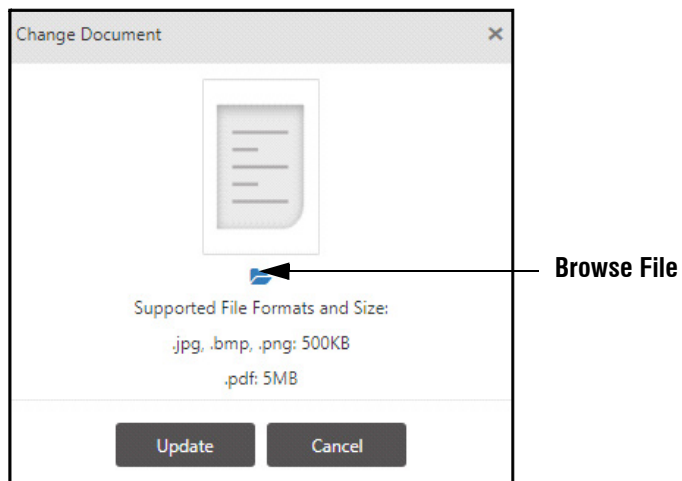 Change Document
Browse File
Supported File Formats and Size:
.jpg, .bmp, .png: 500KB
.pdf: 5MB
Update Cancel